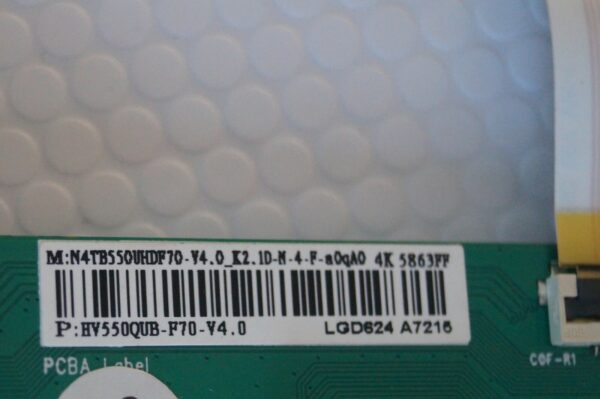 M:N4TB550UHDF70-V4.0_K2.1D-N-4-F-a0qA0 4K 5863FF
P:HV550QUB-F70-V4.0 LGD624 A7216
PCBA Label
COF-R1